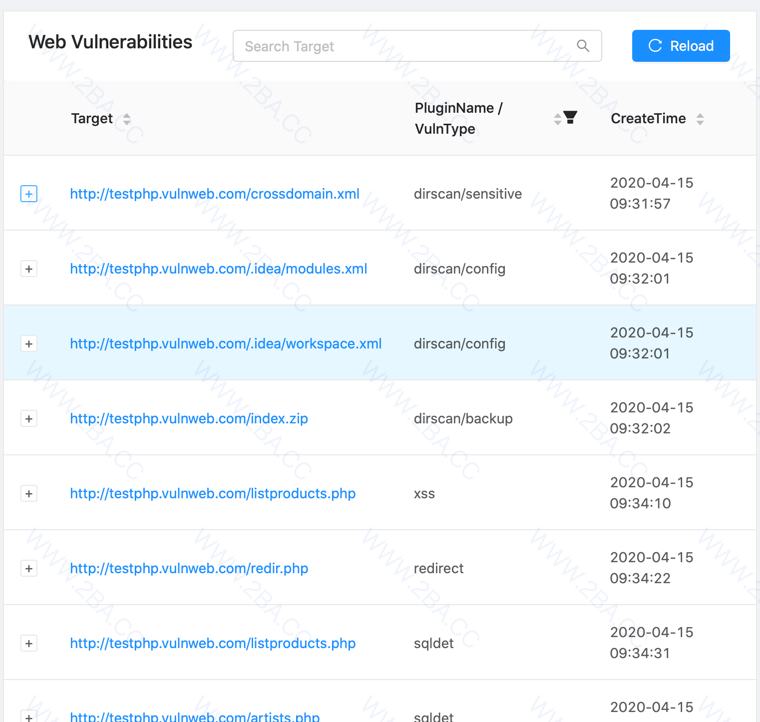 Web Vulnerabilities
Search Target
Reload
Target
PluginName /
VulnType
CreateTime
http://testphp.vulnweb.com/crossdomain.xml
dirscan/sensitive
2020-04-15
09:31:57
http://testphp.vulnweb.com/.idea/modules.xml
dirscan/config
2020-04-15
09:32:01
http://testphp.vulnweb.com/.idea/workspace.xml
dirscan/config
2020-04-15
09:32:01
http://testphp.vulnweb.com/index.zip
dirscan/backup
2020-04-15
09:32:02
http://testphp.vulnweb.com/listproducts.php
xss
2020-04-15
09:34:10
http://testphp.vulnweb.com/redir.php
redirect
2020-04-15
09:34:22
http://testphp.vulnweb.com/listproducts.php
sqldet
2020-04-15
09:34:31
http://testphp.vulnweb.com/artists.php
sqldet
2020-04-15
WWW.2BA.CC